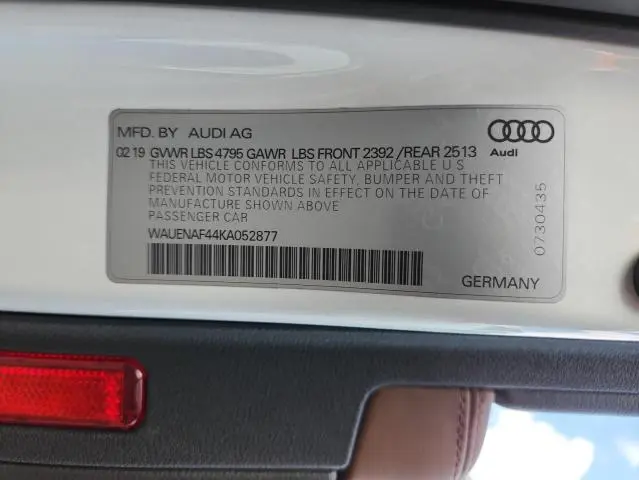 MFD. BY AUDI AG
02 19 GVWR LBS 4795 GAWR LBS FRONT 2392 /REAR 2513
THIS VEHICLE CONFORMS TO ALL APPLICABLE U S
FEDERAL MOTOR VEHICLE SAFETY, BUMPER AND THEFT
PREVENTION STANDARDS IN EFFECT ON THE DATE OF
MANUFACTURE SHOWN ABOVE
PASSENGER CAR
WAUENAF44KA052877
Audi
0730435
GERMANY